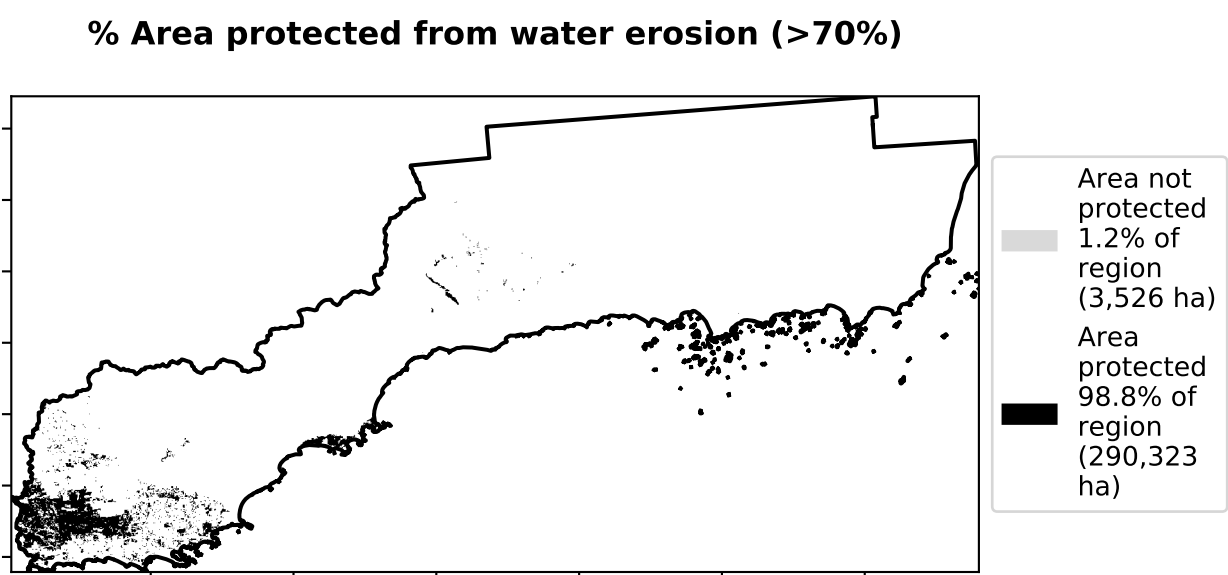 % Area protected from water erosion (>70%)
Area not
protected
1.2% of
region
(3,526 ha)
Area
protected
98.8% of
region
(290,323
ha)